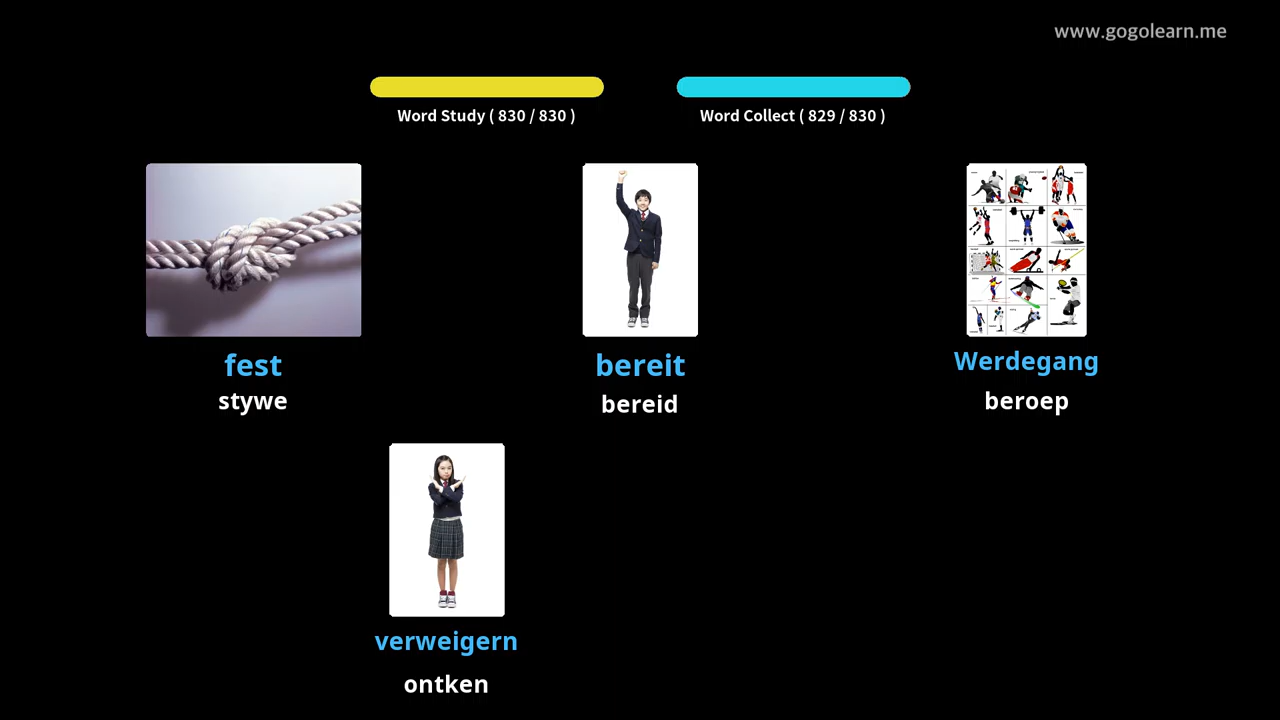 www.gogolearn.me
Word Study ( 830 / 830 )
Word Collect ( 829 / 830 )
fest
stywe
bereit
bereid
Werdegang
beroep
verweigern
ontken